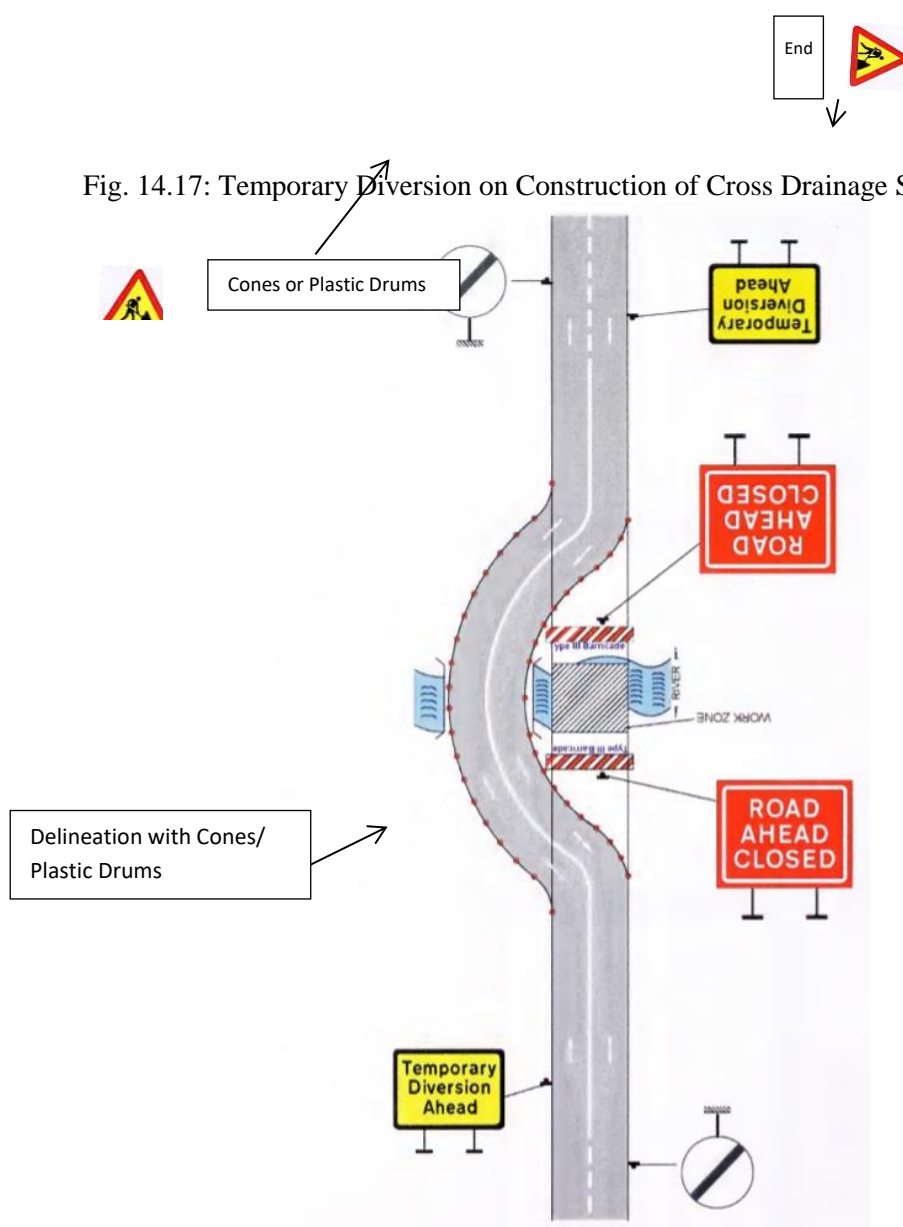 End
Fig. 14.17: Temporary Diversion on Construction of Cross Drainage S
Cones or Plastic Drums
Temporary
Diversion
Ahead
ROAD
AHEAD
CLOSED
ype III Barricade
RIVER
WORK ZONE
Type III Barricade
ROAD
AHEAD
CLOSED
Delineation with Cones/
Plastic Drums
Temporary
Diversion
Ahead